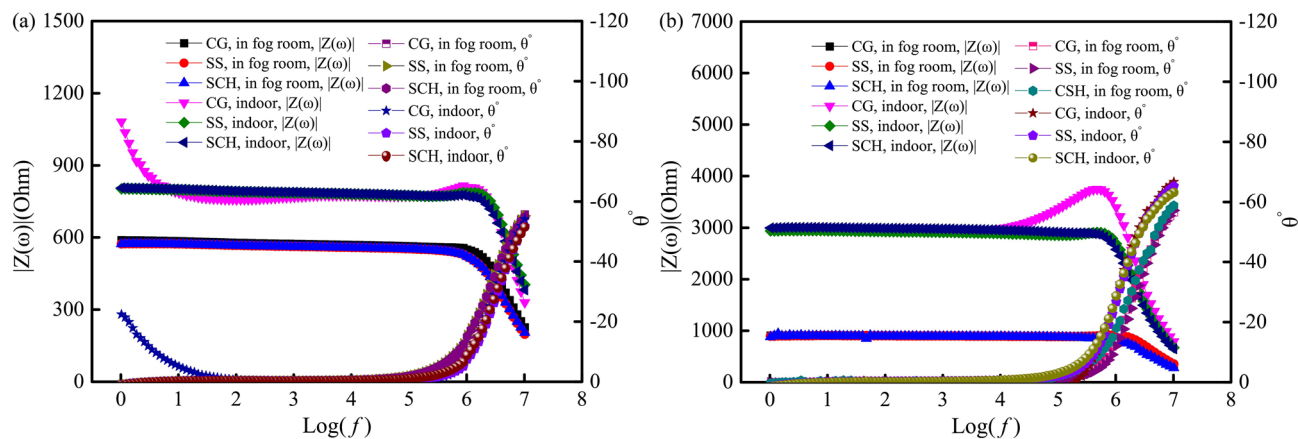 (a)
1500
1200
900
600
300
0
|Z(ω)|(Ohm)
CG, in fog room, |Z(ω)|
SS, in fog room, |Z(ω)|
SCH, in fog room, |Z(ω)|
CG, indoor, |Z(ω)|
SS, indoor, |Z(ω)|
SCH, indoor, |Z(ω)|
CG, in fog room, θ°
SS, in fog room, θ°
SCH, in fog room, θ°
CG, indoor, θ°
SS, indoor, θ°
SCH, indoor, θ°
-120
-100
-80
-60
-40
-20
0
θ°
0 1 2 3 4 5 6 7 8
Log(f)
(b)
7000
6000
5000
4000
3000
2000
1000
0
|Z(ω)|(Ohm)
CG, in fog room, |Z(ω)|
SS, in fog room, |Z(ω)|
SCH, in fog room, |Z(ω)|
CG, indoor, |Z(ω)|
SS, indoor, |Z(ω)|
SCH, indoor, |Z(ω)|
CG, in fog room, θ°
SS, in fog room, θ°
CSH, in fog room, θ°
CG, indoor, θ°
SS, indoor, θ°
SCH, indoor, θ°
-120
-100
-80
-60
-40
-20
0
θ°
0 1 2 3 4 5 6 7 8
Log(f)